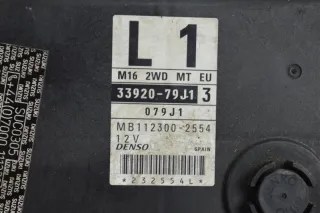 L 1
M16 2WD MT EU
33920-79J1 3
079J1
MB112300-2554
12V
DENSO SPAIN
*232554L*